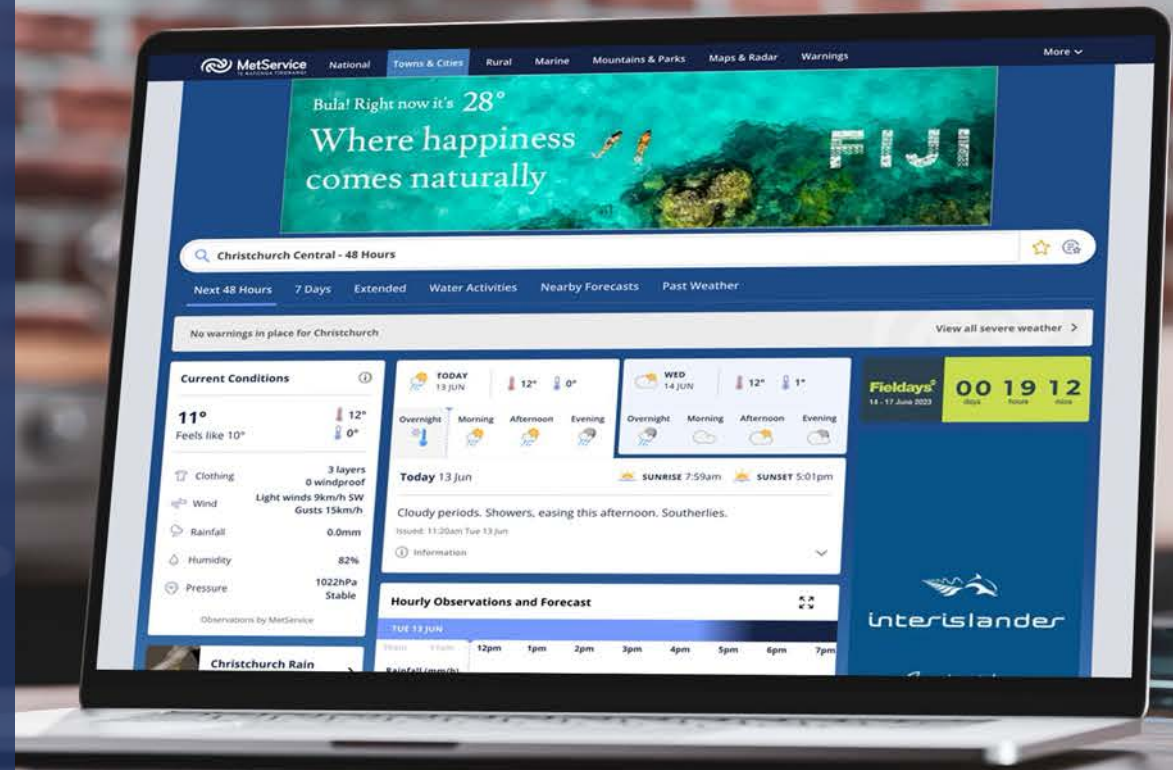 MetService National Towns & Cities Rural Marine Mountains & Parks Maps & Radar Warnings More
TE RATONGA TIRORANGI
Bula! Right now it's 28°
Where happiness
comes naturally
FIJI
Christchurch Central - 48 Hours
Next 48 Hours 7 Days Extended Water Activities Nearby Forecasts Past Weather
No warnings in place for Christchurch View all severe weather
Current Conditions
11°
Feels like 10°
12°
0°
Clothing 3 layers
0 windproof
Wind Light winds 9km/h SW
Gusts 15km/h
Rainfall 0.0mm
Humidity 82%
Pressure 1022hPa
Stable
Observations by MetService
Christchurch Rain
TODAY
13 JUN
12° 0°
Overnight Morning Afternoon Evening
WED
14 JUN
12° 1°
Overnight Morning Afternoon Evening
Today 13 Jun SUNRISE 7:59am SUNSET 5:01pm
Cloudy periods. Showers, easing this afternoon. Southerlies.
Issued: 11:20am Tue 13 Jun
Information
Hourly Observations and Forecast
TUE 13 JUN
10am 11am 12pm 1pm 2pm 3pm 4pm 5pm 6pm 7pm
Rainfall (mm/h)
Fieldays
14 - 17 June 2023
00 19 12
days hours mins
interislander